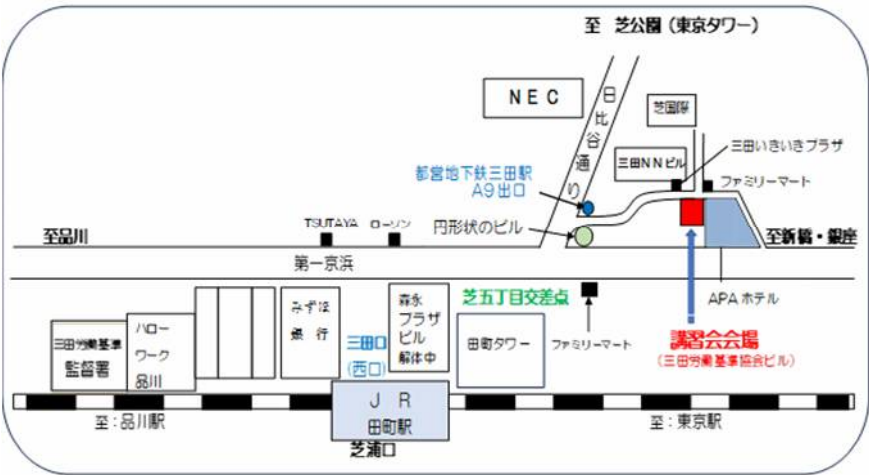 至 芝公園(東京タワー)
NEC
日比谷通り
芝国際
三田いきいきプラザ
三田NNビル
都営地下鉄三田駅
A9出口
ファミリーマート
TSUTAYA
ローソン
円形状のビル
至品川
至新橋・銀座
第一京浜
芝五丁目交差点
APAホテル
みずほ
銀行
森永
プラザ
ビル
解体中
三田労働基準
監督署
ハロー
ワーク
品川
三田口
(西口)
田町タワー
ファミリーマート
講習会会場
(三田労働基準協会ビル)
JR
田町駅
至:品川駅
至:東京駅
芝浦口